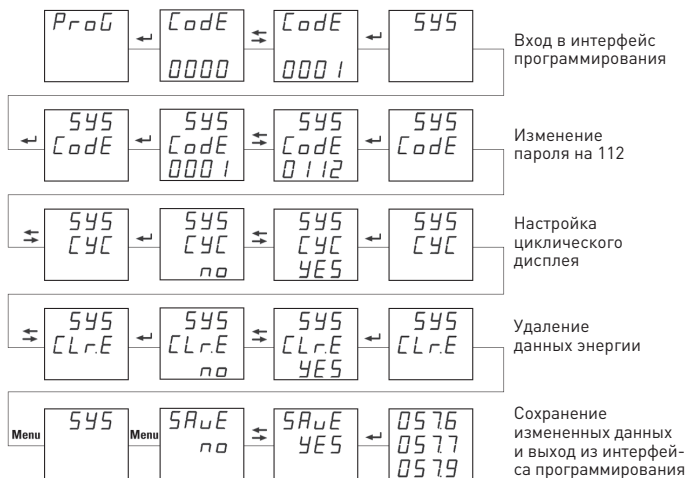 ProG CodE CodE SYS
0000 0001
Вход в интерфейс
программирования
SYS SYS SYS SYS
CodE CodE CodE CodE
0001 0112
Изменение
пароля на 112
SYS SYS SYS SYS
CYC CYC CYC CYC
no YES
Настройка
циклического
дисплея
SYS SYS SYS SYS
CLr.E CLr.E CLr.E CLr.E
no YES
Удаление
данных энергии
Menu SYS Menu SAvE SAvE 057.6
no YES 057.7
057.9
Сохранение
измененных данных
и выход из интерфей-
са программирования